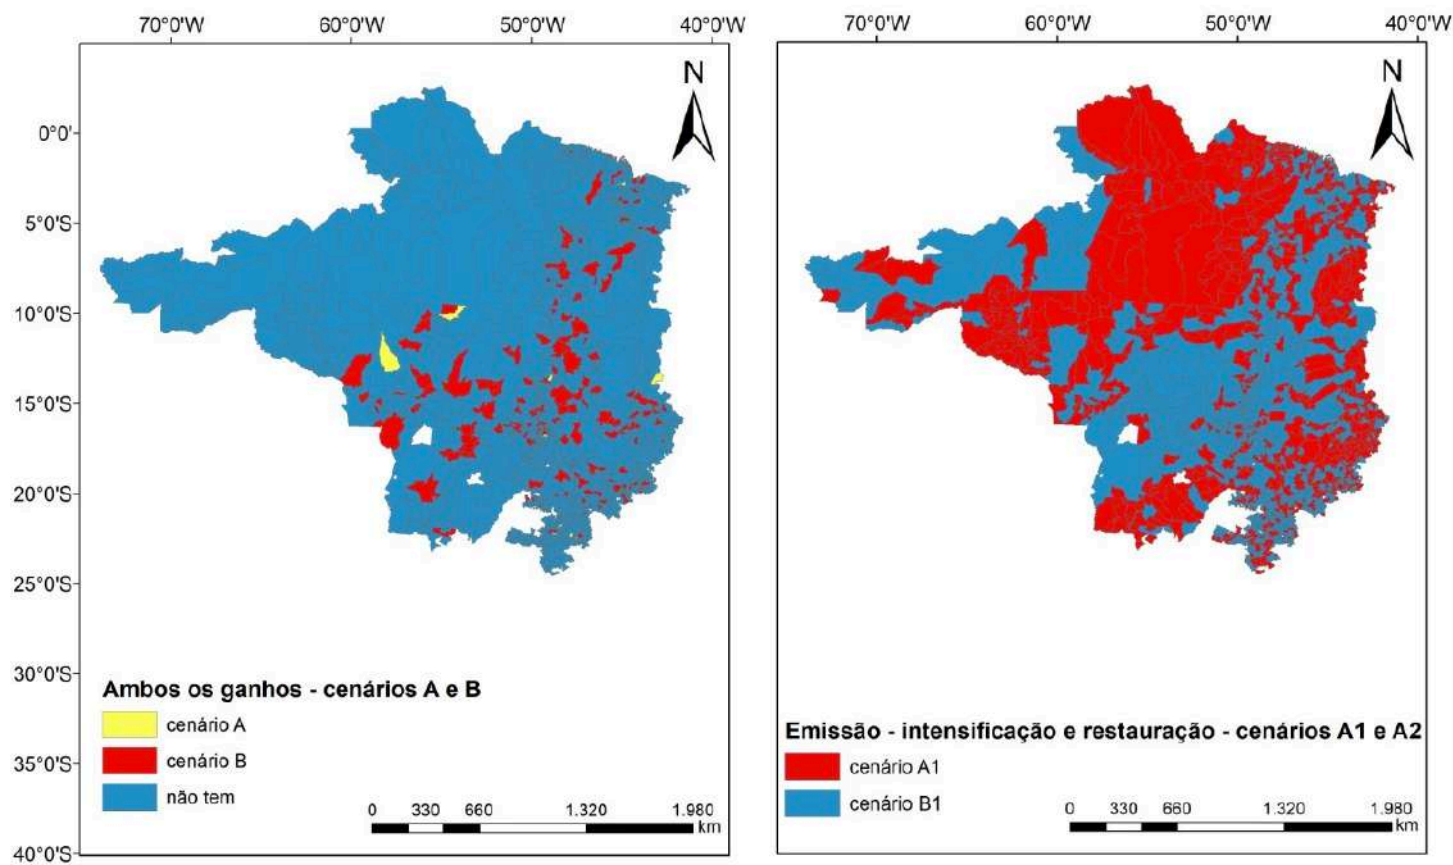 70°0'W 60°0'W 50°0'W 40°0'W
N
0°0'
5°0'S
10°0'S
15°0'S
20°0'S
25°0'S
30°0'S
35°0'S
40°0'S
Ambos os ganhos - cenários A e B
cenário A
cenário B
não tem
0 330 660 1.320 1.980
km
70°0'W 60°0'W 50°0'W 40°0'W
N
Emissão - intensificação e restauração - cenários A1 e A2
cenário A1
cenário B1
0 330 660 1.320 1.980
km